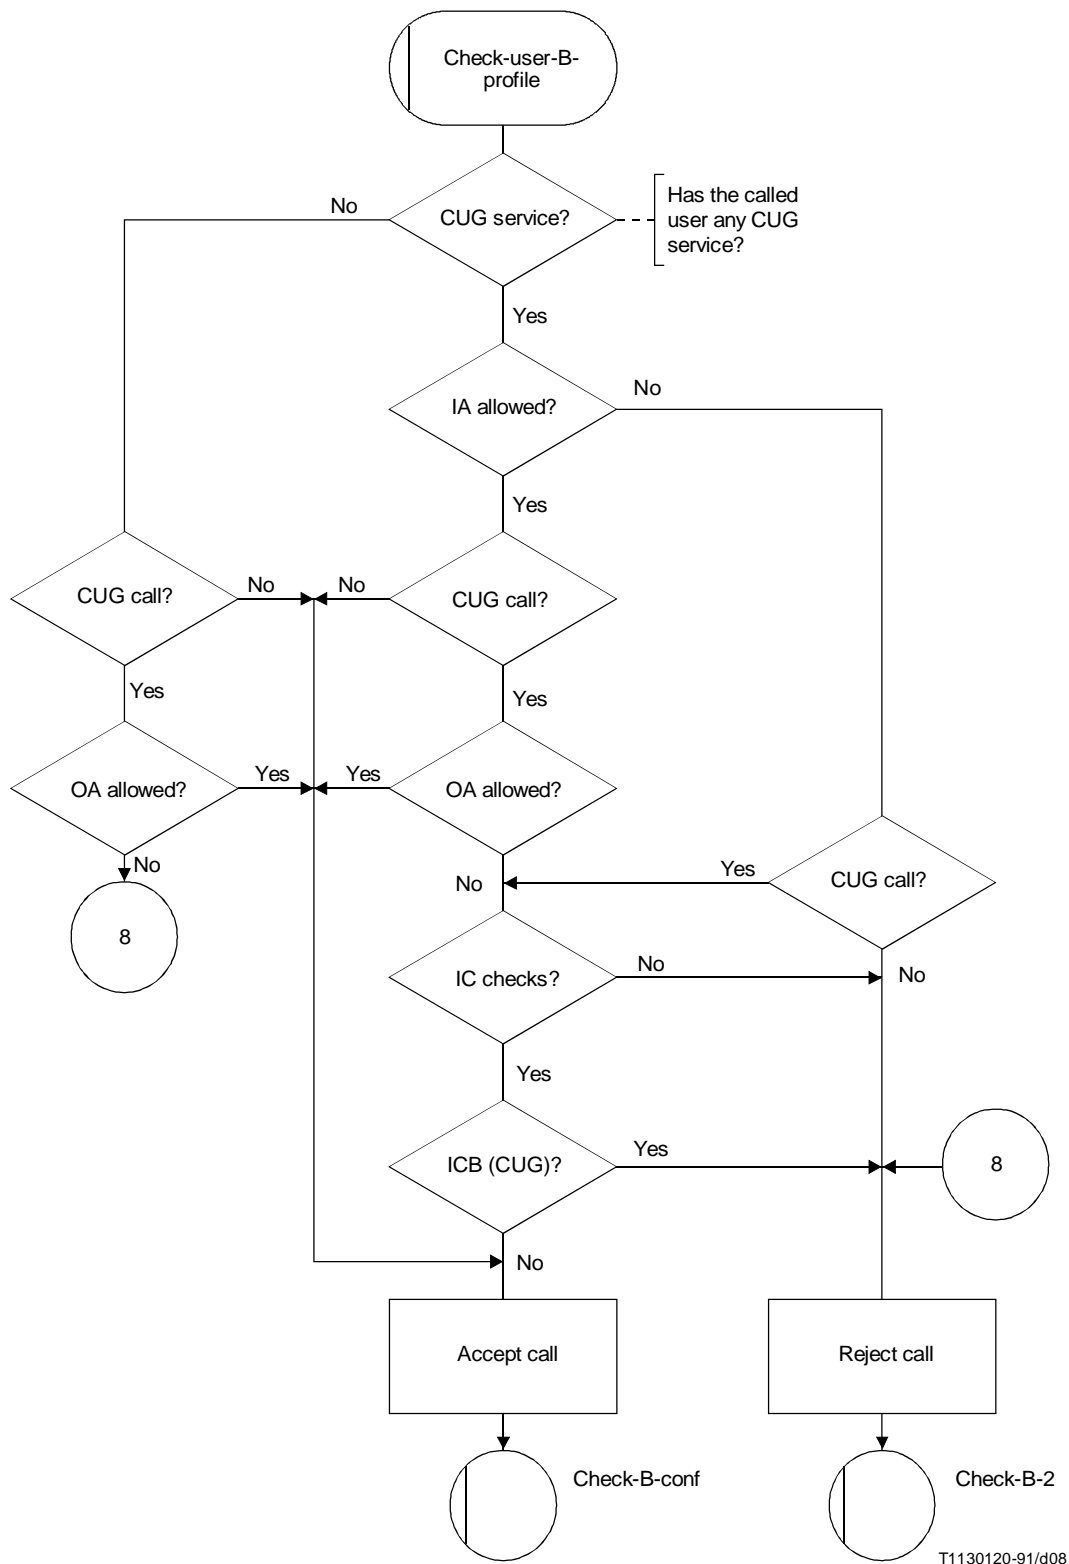 Check-user-B-
profile
No
CUG service?
Has the called
user any CUG
service?
Yes
IA allowed?
No
Yes
CUG call?
No
No
CUG call?
Yes
Yes
OA allowed?
Yes
Yes
OA allowed?
No
No
Yes
CUG call?
8
IC checks?
No
No
Yes
ICB (CUG)?
Yes
8
No
Accept call
Reject call
Check-B-conf
Check-B-2
T1130120-91/d08